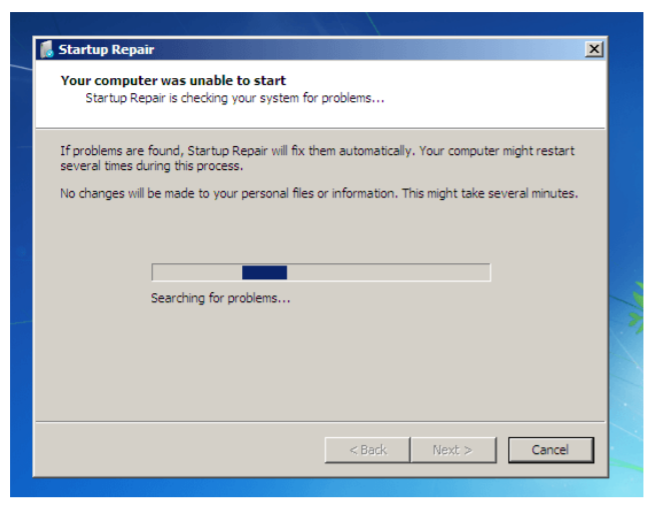 Startup Repair
Your computer was unable to start
Startup Repair is checking your system for problems...
If problems are found, Startup Repair will fix them automatically. Your computer might restart
several times during this process.
No changes will be made to your personal files or information. This might take several minutes.
Searching for problems...
< Back Next > Cancel